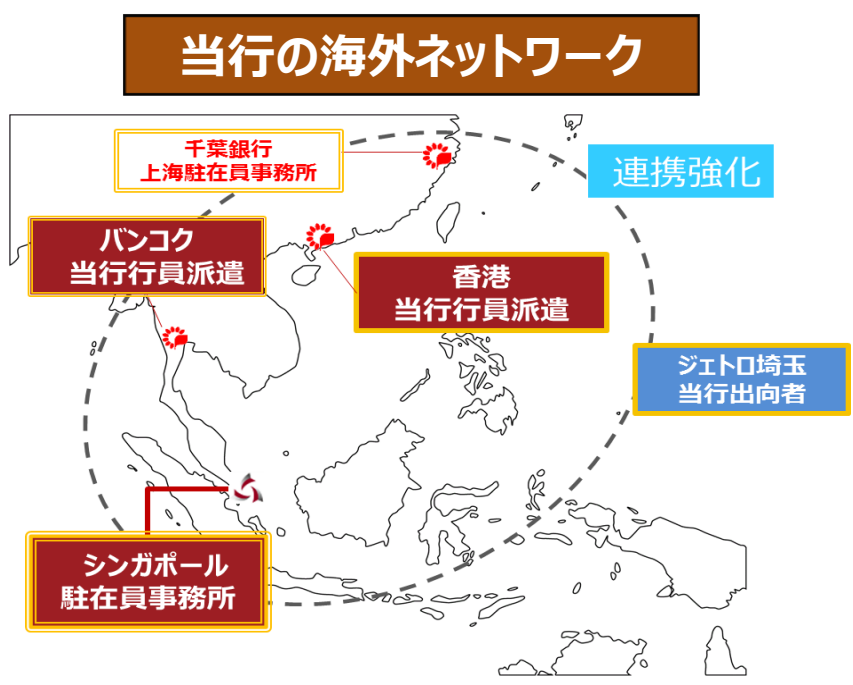 当行の海外ネットワーク
千葉銀行
上海駐在員事務所
連携強化
バンコク
当行行員派遣
香港
当行行員派遣
ジェトロ埼玉
当行出向者
シンガポール
駐在員事務所